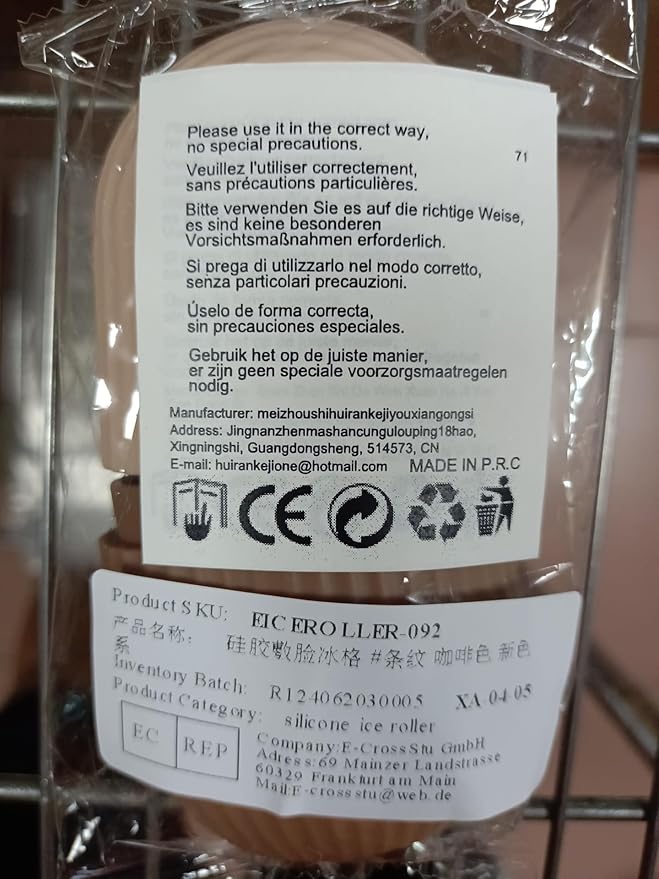 Please use it in the correct way,
no special precautions.
71
Veuillez l'utiliser correctement,
sans précautions particulières.
Bitte verwenden Sie es auf die richtige Weise,
es sind keine besonderen
Vorsichtsmaßnahmen erforderlich.
Si prega di utilizzarlo nel modo corretto,
senza particolari precauzioni.
Úselo de forma correcta,
sin precauciones especiales.
Gebruik het op de juiste manier,
er zijn geen speciale voorzorgsmaatregelen
nodig.
Manufacturer: meizhoushihuirankejiyouxiangongsi
Address: Jingnanzhenmashancungulouping18hao,
Xingningshi, Guangdongsheng, 514573, CN
E-mail: huirankejione@hotmail.com MADE IN P.R.C
CE
Product SKU: EICEROLLER-092
产品名称: 硅胶敷脸冰格 #条纹 咖啡色 新色
系
Inventory Batch: R124062030005 XA 04 05
Product Category: silicone ice roller
EC REP
Company:E-CrossStu GmbH
Adress:69 Mainzer Landstrasse
60329 Frankfurt am Main
Mail:E-crossstu@web.de